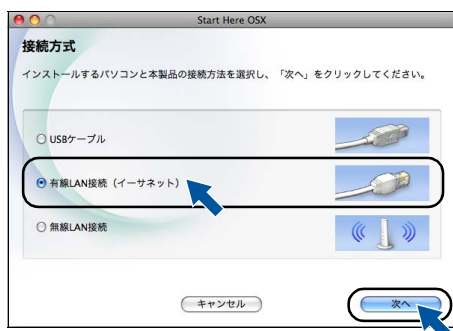 Start Here OSX
接続方式
インストールするパソコンと本製品の接続方法を選択し、「次へ」をクリックしてください。
USBケーブル
有線LAN接続（イーサネット）
無線LAN接続
キャンセル
次へ